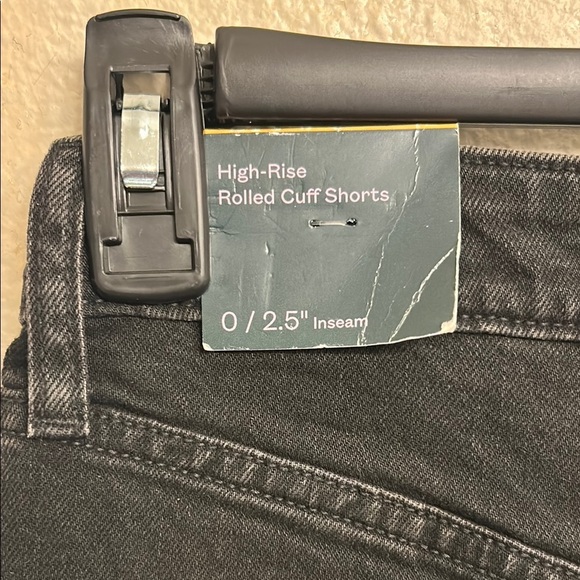 High-Rise
Rolled Cuff Shorts
0 / 2.5" Inseam